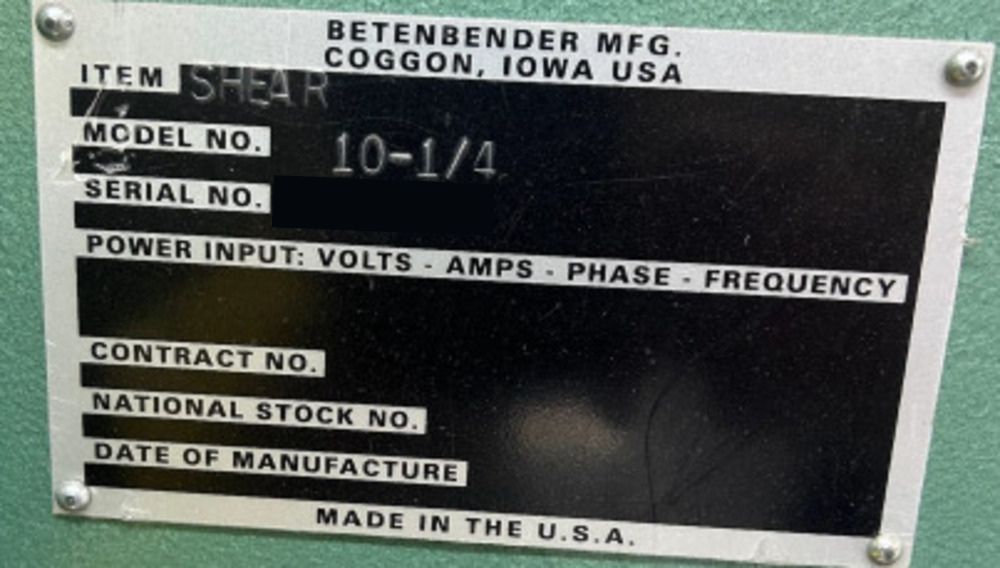 BETENBENDER MFG.
COGGON, IOWA USA
ITEM SHEAR
MODEL NO. 10-1/4
SERIAL NO.
POWER INPUT: VOLTS - AMPS - PHASE - FREQUENCY
CONTRACT NO.
NATIONAL STOCK NO.
DATE OF MANUFACTURE
MADE IN THE U.S.A.